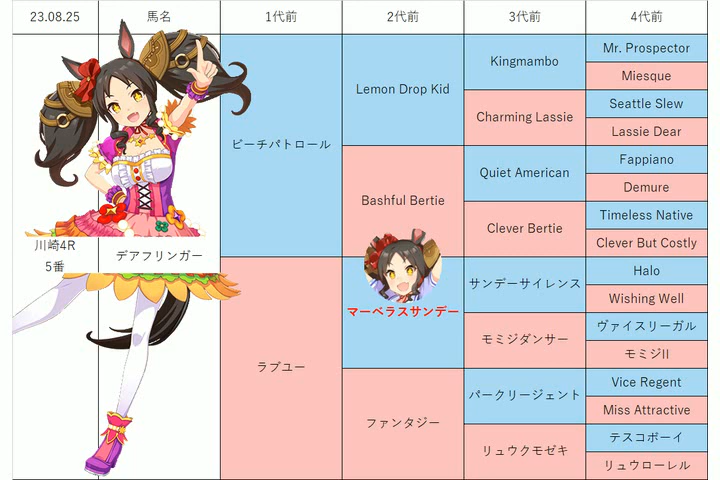 23.08.25
馬名
1代前
2代前
3代前
4代前
川崎4R
5番
デアフリンガー
ピーチパトロール
ラブユー
Lemon Drop Kid
Bashful Bertie
マーベラスサンデー
ファンタジー
Kingmambo
Charming Lassie
Quiet American
Clever Bertie
サンデーサイレンス
モミジダンサー
パークリージェント
リュウクモゼキ
Mr. Prospector
Miesque
Seattle Slew
Lassie Dear
Fappiano
Demure
Timeless Native
Clever But Costly
Halo
Wishing Well
ヴァイスリーガル
モミジII
Vice Regent
Miss Attractive
テスコボーイ
リュウローレル